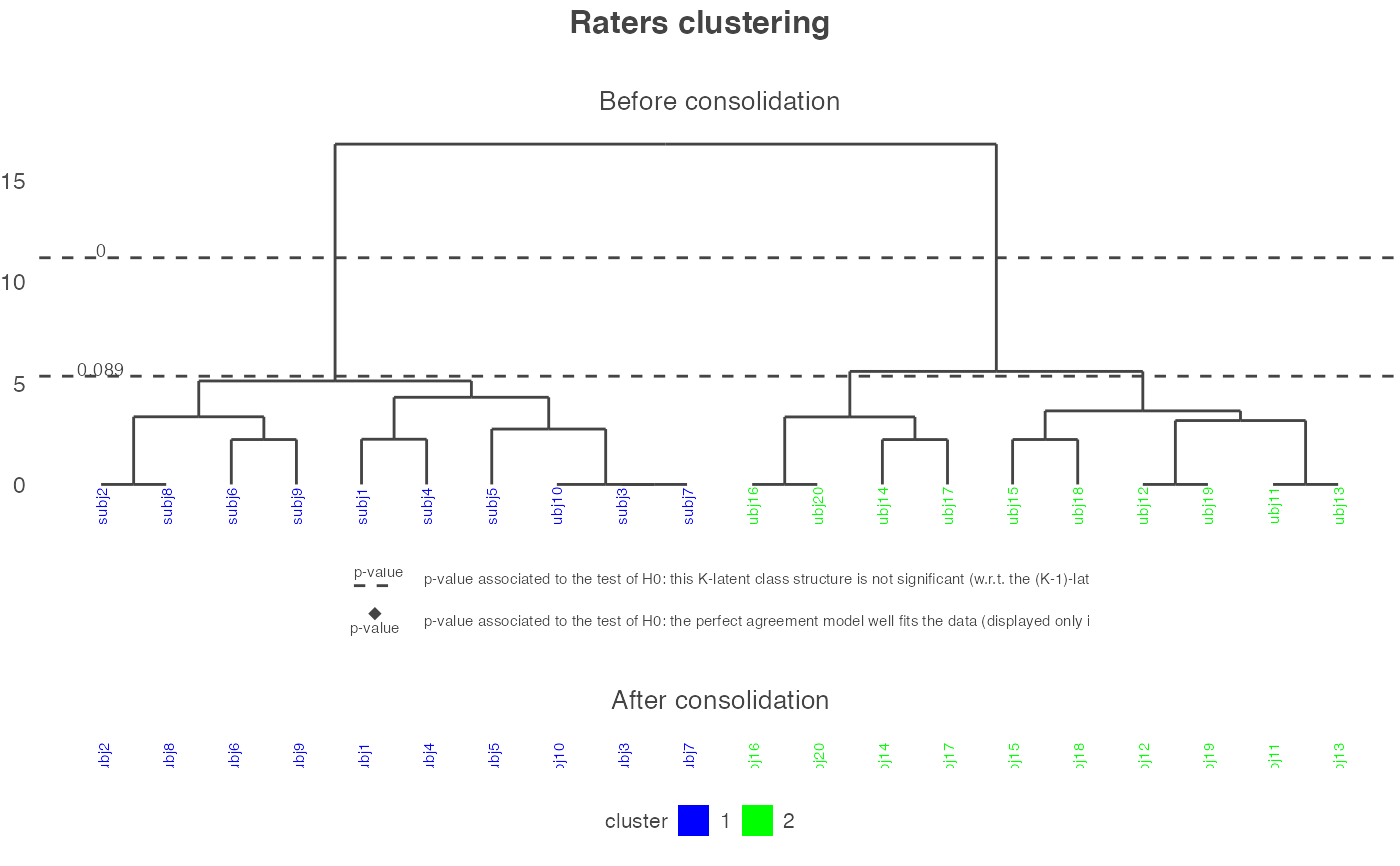 Raters clustering
Before consolidation
15
0
10
0.089
5
0
subj2 subj8 subj6 subj9 subj1 subj4 subj5 ubj10 subj3 subj7 ubj16 ubj20 ubj14 ubj17 ubj15 ubj18 ubj12 ubj19 ubj11 ubj13
p-value p-value associated to the test of H0: this K-latent class structure is not significant (w.r.t. the (K-1)-lat
p-value p-value associated to the test of H0: the perfect agreement model well fits the data (displayed only i
After consolidation
ubj2 ubj8 ubj6 ubj9 ubj1 ubj4 ubj5 bj10 ubj3 ubj7 bj16 bj20 bj14 bj17 bj15 bj18 bj12 bj19 bj11 bj13
cluster 1 2